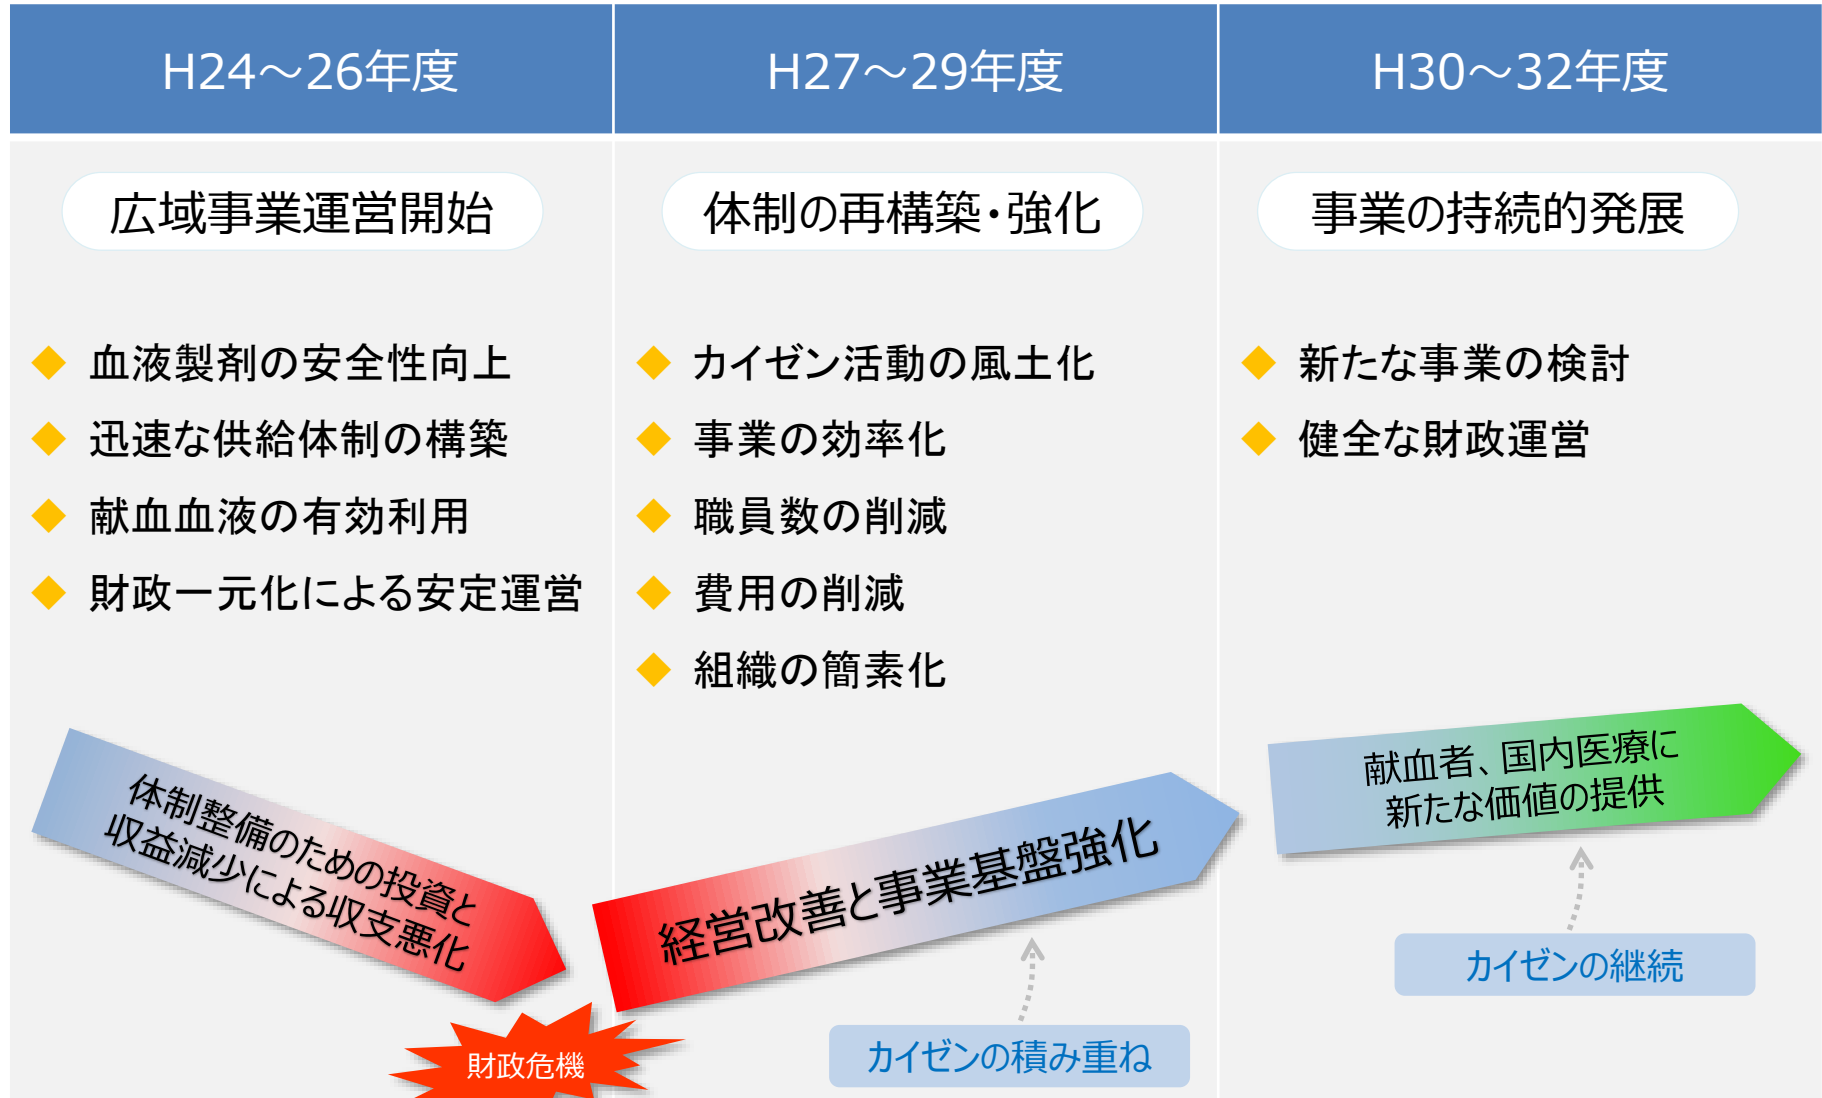 H24～26年度
H27～29年度
H30～32年度
広域事業運営開始
体制の再構築・強化
事業の持続的発展
血液製剤の安全性向上
迅速な供給体制の構築
献血血液の有効利用
財政一元化による安定運営
カイゼン活動の風土化
事業の効率化
職員数の削減
費用の削減
組織の簡素化
新たな事業の検討
健全な財政運営
体制整備のための投資と
収益減少による収支悪化
財政危機
経営改善と事業基盤強化
カイゼンの積み重ね
献血者、国内医療に
新たな価値の提供
カイゼンの継続